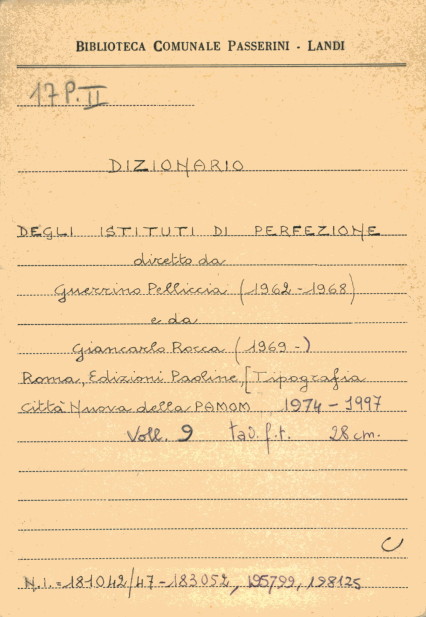 BIBLIOTECA COMUNALE PASSERINI - LANDI
17 P. II
DIZIONARIO
DEGLI ISTITUTI DI PERFEZIONE
diretto da
Guerrino Pelliccia (1962-1968)
e da
Giancarlo Rocca (1969-)
Roma, Edizioni Paoline, [Tipografia
Città Nuova della PAMOM 1974-1997
Voll. 9 tav. f. t. 28 cm.
C
N.I.=181042/47-183052, 195799, 198125